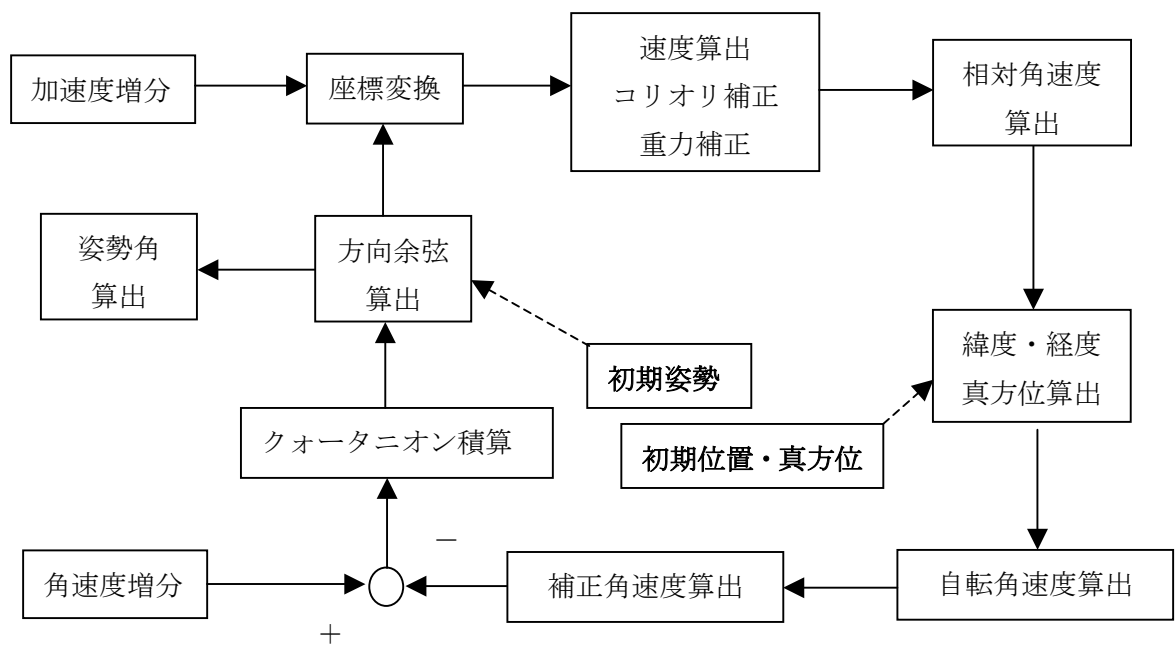 加速度増分
座標変換
速度算出
コリオリ補正
重力補正
相対角速度
算出
姿勢角
算出
方向余弦
算出
初期姿勢
緯度・経度
真方位算出
クォータニオン積算
初期位置・真方位
－
角速度増分
補正角速度算出
自転角速度算出
＋